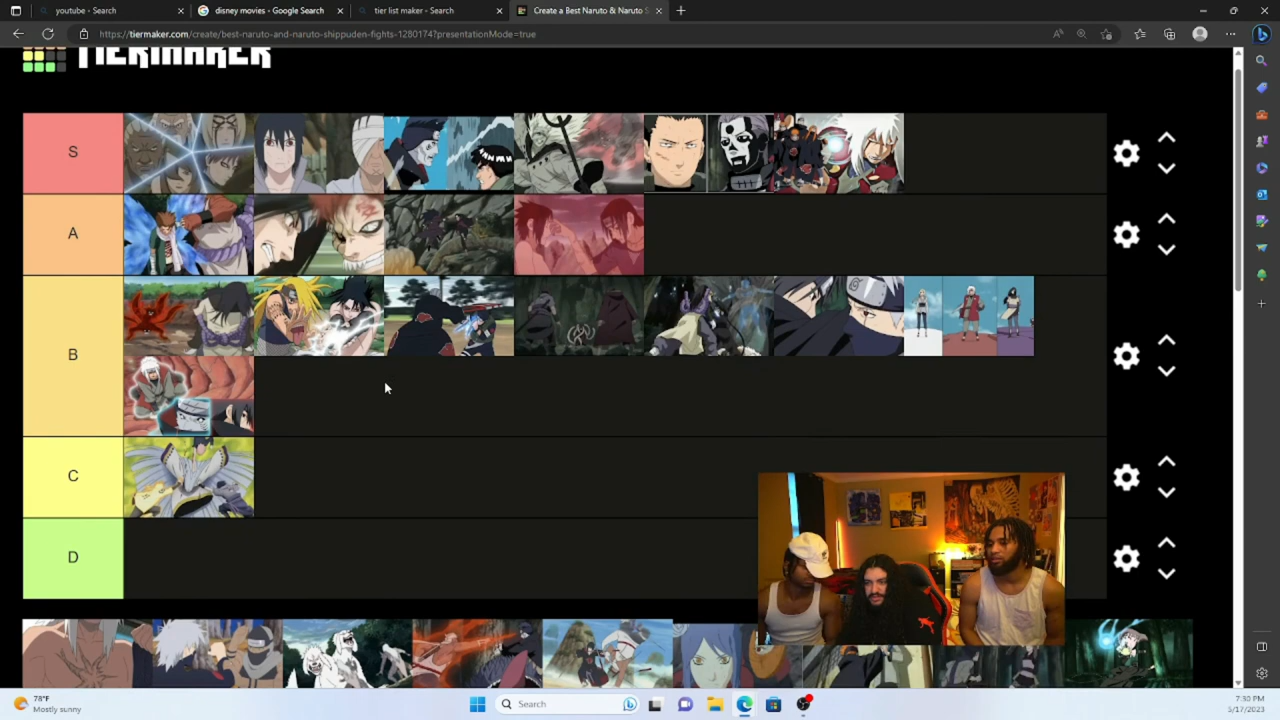 youtube - Search
disney movies - Google Search
tier list maker - Search
Create a Best Naruto & Naruto S
https://tiermaker.com/create/best-naruto-and-naruto-shippuden-fights-1280174?presentationMode=true
TIERMAKER
S
A
B
C
D
78°F
Mostly sunny
Search
7:30 PM
5/17/2023